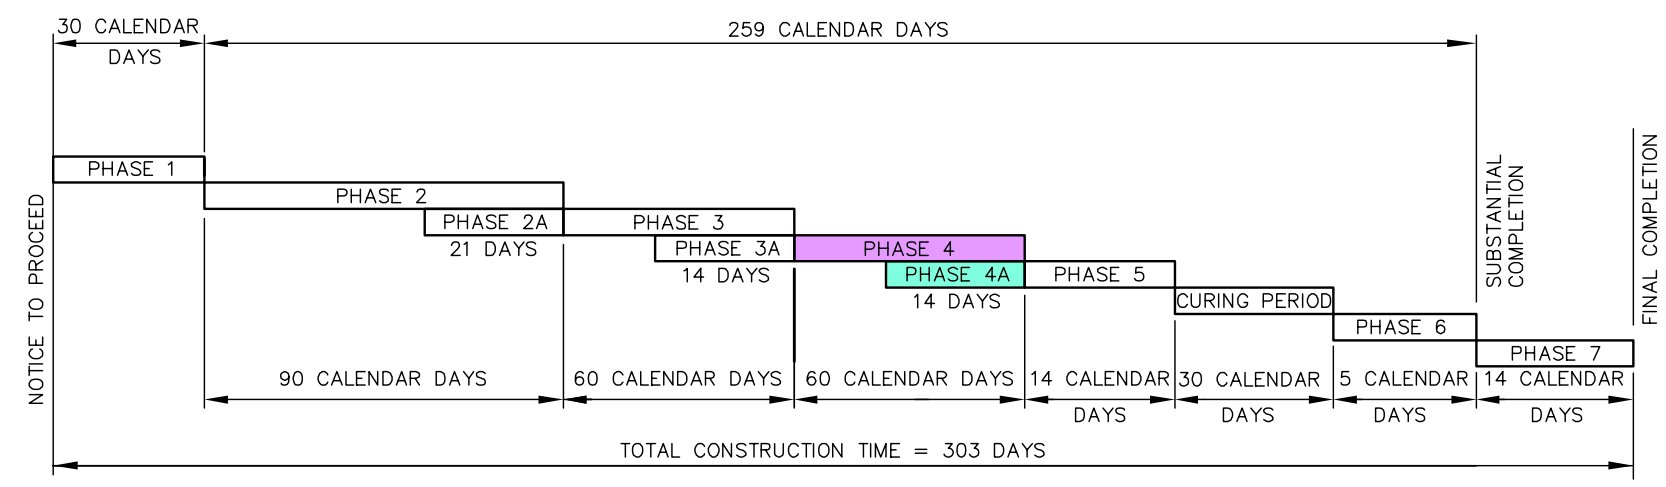 30 CALENDAR
DAYS
259 CALENDAR DAYS
NOTICE TO PROCEED
PHASE 1
PHASE 2
PHASE 2A
21 DAYS
PHASE 3
PHASE 3A
14 DAYS
PHASE 4
PHASE 4A
14 DAYS
PHASE 5
CURING PERIOD
PHASE 6
PHASE 7
SUBSTANTIAL
COMPLETION
FINAL COMPLETION
90 CALENDAR DAYS
60 CALENDAR DAYS
60 CALENDAR DAYS
14 CALENDAR
DAYS
30 CALENDAR
DAYS
5 CALENDAR
DAYS
14 CALENDAR
DAYS
TOTAL CONSTRUCTION TIME = 303 DAYS